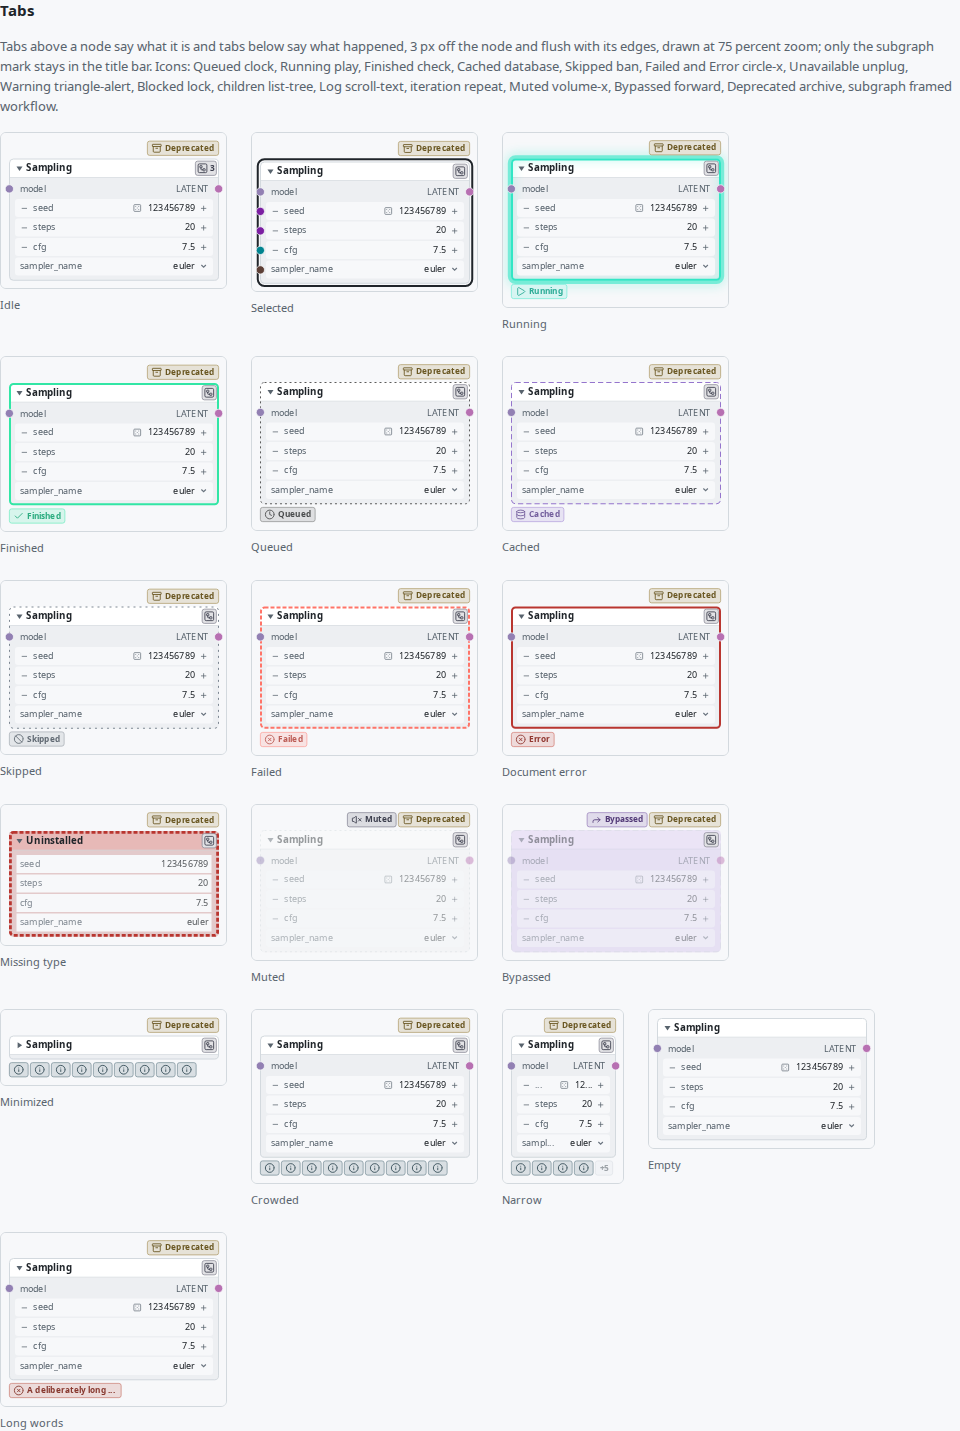 Tabs
Tabs above a node say what it is and tabs below say what happened, 3 px off the node and flush with its edges, drawn at 75 percent zoom; only the subgraph
mark stays in the title bar. Icons: Queued clock, Running play, Finished check, Cached database, Skipped ban, Failed and Error circle-x, Unavailable unplug,
Warning triangle-alert, Blocked lock, children list-tree, Log scroll-text, iteration repeat, Muted volume-x, Bypassed forward, Deprecated archive, subgraph framed
workflow.
Deprecated
Sampling 3
model LATENT
− seed 123456789 +
− steps 20 +
− cfg 7.5 +
sampler_name euler
Idle
Deprecated
Sampling
model LATENT
− seed 123456789 +
− steps 20 +
− cfg 7.5 +
sampler_name euler
Selected
Deprecated
Sampling
model LATENT
− seed 123456789 +
− steps 20 +
− cfg 7.5 +
sampler_name euler
Running
Running
Deprecated
Sampling
model LATENT
− seed 123456789 +
− steps 20 +
− cfg 7.5 +
sampler_name euler
Finished
Finished
Deprecated
Sampling
model LATENT
− seed 123456789 +
− steps 20 +
− cfg 7.5 +
sampler_name euler
Queued
Queued
Deprecated
Sampling
model LATENT
− seed 123456789 +
− steps 20 +
− cfg 7.5 +
sampler_name euler
Cached
Cached
Deprecated
Sampling
model LATENT
− seed 123456789 +
− steps 20 +
− cfg 7.5 +
sampler_name euler
Skipped
Skipped
Deprecated
Sampling
model LATENT
− seed 123456789 +
− steps 20 +
− cfg 7.5 +
sampler_name euler
Failed
Failed
Deprecated
Sampling
model LATENT
− seed 123456789 +
− steps 20 +
− cfg 7.5 +
sampler_name euler
Error
Document error
Deprecated
Uninstalled
seed 123456789
steps 20
cfg 7.5
sampler_name euler
Missing type
Muted Deprecated
Sampling
model LATENT
− seed 123456789 +
− steps 20 +
− cfg 7.5 +
sampler_name euler
Muted
Bypassed Deprecated
Sampling
model LATENT
− seed 123456789 +
− steps 20 +
− cfg 7.5 +
sampler_name euler
Bypassed
Deprecated
Sampling
Minimized
Deprecated
Sampling
model LATENT
− seed 123456789 +
− steps 20 +
− cfg 7.5 +
sampler_name euler
Crowded
Deprecated
Sampling
model LATENT
− ... 12... +
− steps 20 +
− cfg 7.5 +
sampl... euler
+5
Narrow
Sampling
model LATENT
− seed 123456789 +
− steps 20 +
− cfg 7.5 +
sampler_name euler
Empty
Deprecated
Sampling
model LATENT
− seed 123456789 +
− steps 20 +
− cfg 7.5 +
sampler_name euler
A deliberately long ...
Long words